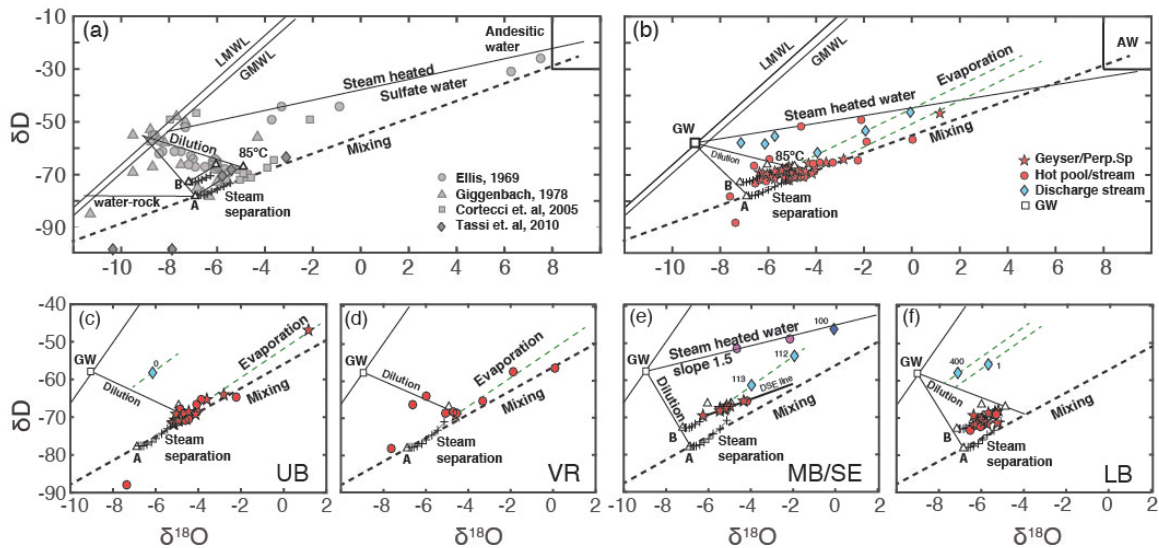 (a)
LMWL
GMWL
Andesitic
water
Steam heated
Sulfate water
Dilution
85°C
Mixing
B
water-rock
A
Steam
separation
Ellis, 1969
Giggenbach, 1978
Cortecci et. al, 2005
Tassi et. al, 2010
δD
-10
-30
-50
-70
-90
-10 -8 -6 -4 -2 0 2 4 6 8
(b)
LMWL
GMWL
AW
Evaporation
Steam heated water
GW
Dilution
85°C
Mixing
B
A
Steam
separation
Geyser/Perp.Sp
Hot pool/stream
Discharge stream
GW
-10 -8 -6 -4 -2 0 2 4 6 8
(c)
GW
0
Evaporation
Dilution
Mixing
Steam
separation
A
UB
δD
-40
-50
-60
-70
-80
-90
-10 -8 -6 -4 -2 0 2
δ18O
(d)
GW
Evaporation
Dilution
Mixing
Steam
separation
A
VR
-10 -8 -6 -4 -2 0 2
(e)
100
Steam heated water
GW
slope 1.5
112
113
Dilution
DSE line
Mixing
B
A
Steam
separation
MB/SE
-10 -8 -6 -4 -2 0 2
δ18O
(f)
GW
400
1
Dilution
Mixing
B
A
Steam
separation
LB
-10 -8 -6 -4 -2 0 2
δ18O